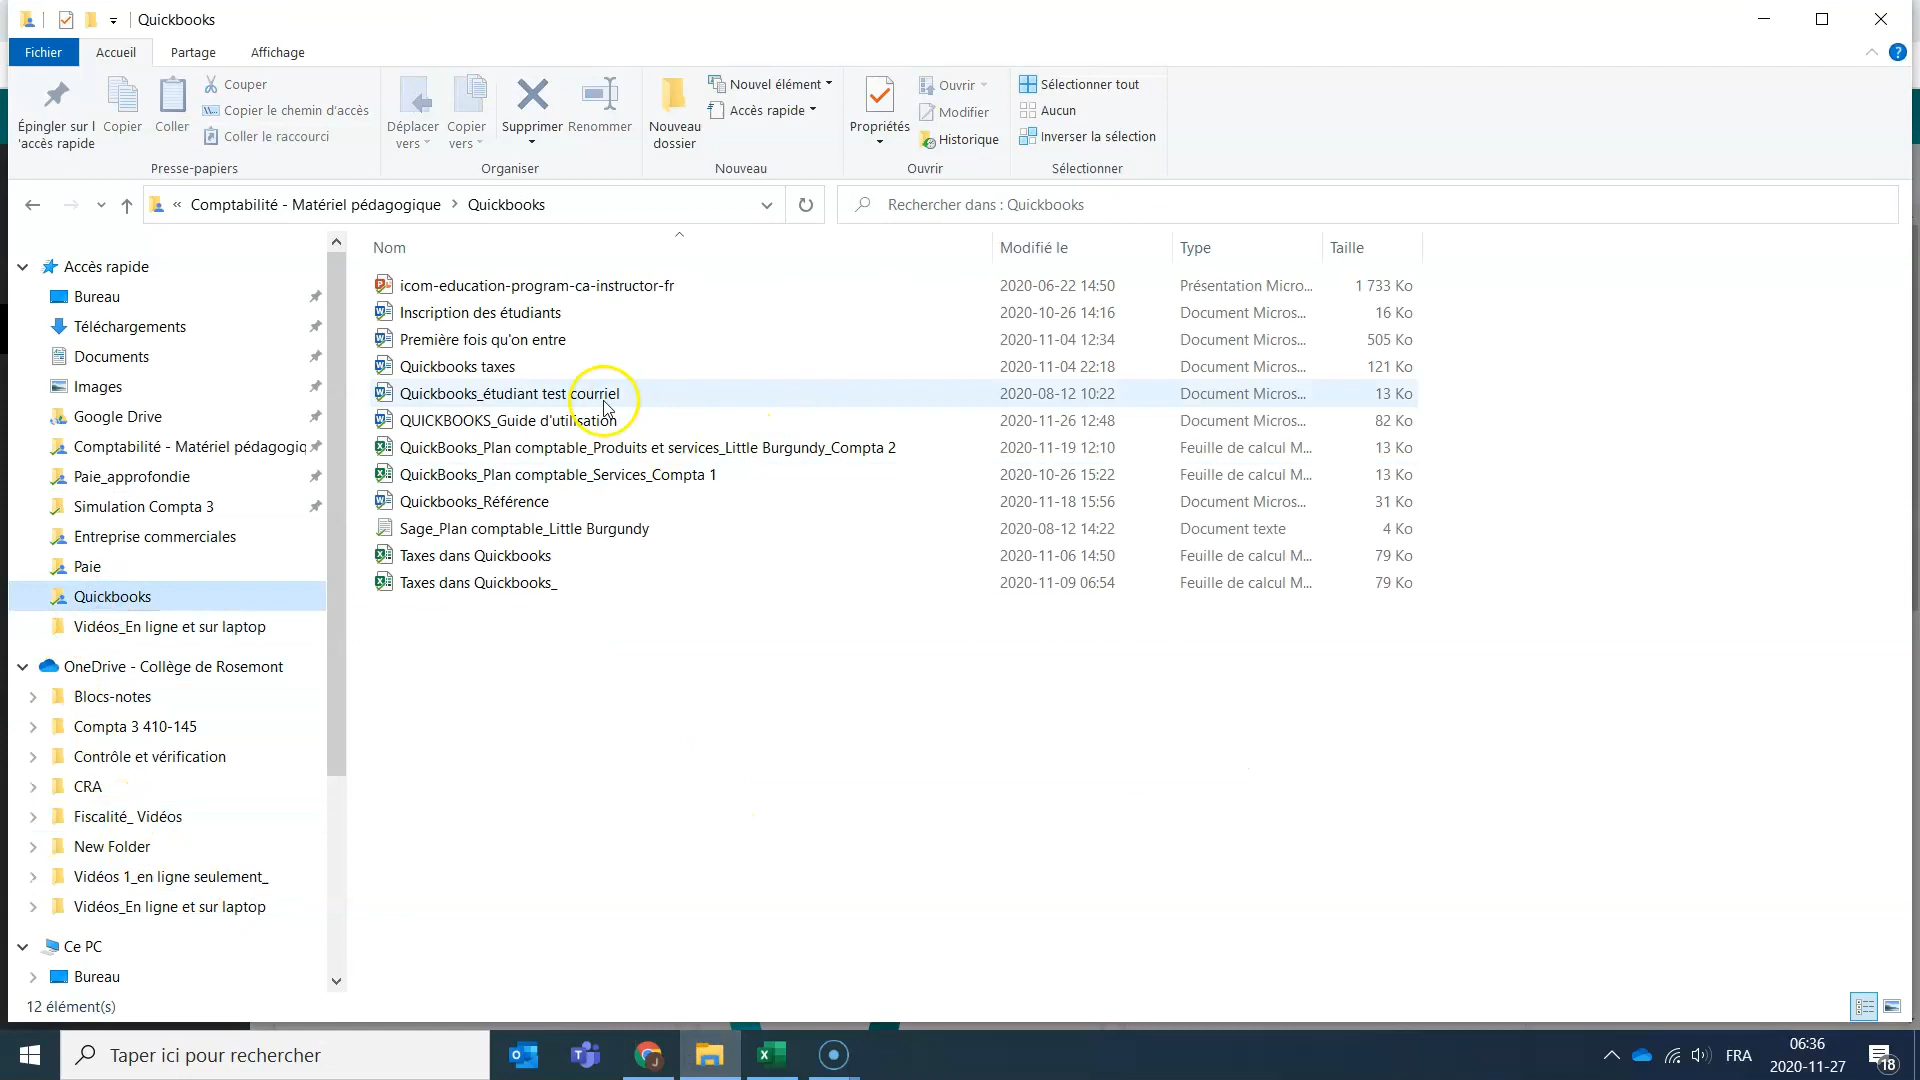 Quickbooks
Fichier
Accueil
Partage
Affichage
Épingler sur l
'accès rapide
Copier
Coller
Couper
Copier le chemin d'accès
Coller le raccourci
Presse-papiers
Déplacer
vers
Copier
vers
Supprimer
Renommer
Organiser
Nouveau
dossier
Nouvel élément
Accès rapide
Nouveau
Propriétés
Ouvrir
Modifier
Historique
Ouvrir
Sélectionner tout
Aucun
Inverser la sélection
Sélectionner
« Comptabilité - Matériel pédagogique > Quickbooks
Rechercher dans : Quickbooks
Accès rapide
Bureau
Téléchargements
Documents
Images
Google Drive
Comptabilité - Matériel pédagogiq
Paie_approfondie
Simulation Compta 3
Entreprise commerciales
Paie
Quickbooks
Vidéos_En ligne et sur laptop
OneDrive - Collège de Rosemont
Blocs-notes
Compta 3 410-145
Contrôle et vérification
CRA
Fiscalité_ Vidéos
New Folder
Vidéos 1_en ligne seulement_
Vidéos_En ligne et sur laptop
Ce PC
Bureau
Nom Modifié le Type Taille
icom-education-program-ca-instructor-fr 2020-06-22 14:50 Présentation Micro... 1 733 Ko
Inscription des étudiants 2020-10-26 14:16 Document Micros... 16 Ko
Première fois qu'on entre 2020-11-04 12:34 Document Micros... 505 Ko
Quickbooks taxes 2020-11-04 22:18 Document Micros... 121 Ko
Quickbooks_étudiant test courriel 2020-08-12 10:22 Document Micros... 13 Ko
QUICKBOOKS_Guide d'utilisation 2020-11-26 12:48 Document Micros... 82 Ko
QuickBooks_Plan comptable_Produits et services_Little Burgundy_Compta 2 2020-11-19 12:10 Feuille de calcul M... 13 Ko
QuickBooks_Plan comptable_Services_Compta 1 2020-10-26 15:22 Feuille de calcul M... 13 Ko
Quickbooks_Référence 2020-11-18 15:56 Document Micros... 31 Ko
Sage_Plan comptable_Little Burgundy 2020-08-12 14:22 Document texte 4 Ko
Taxes dans Quickbooks 2020-11-06 14:50 Feuille de calcul M... 79 Ko
Taxes dans Quickbooks_ 2020-11-09 06:54 Feuille de calcul M... 79 Ko
12 élément(s)
Taper ici pour rechercher
FRA
06:36
2020-11-27
18